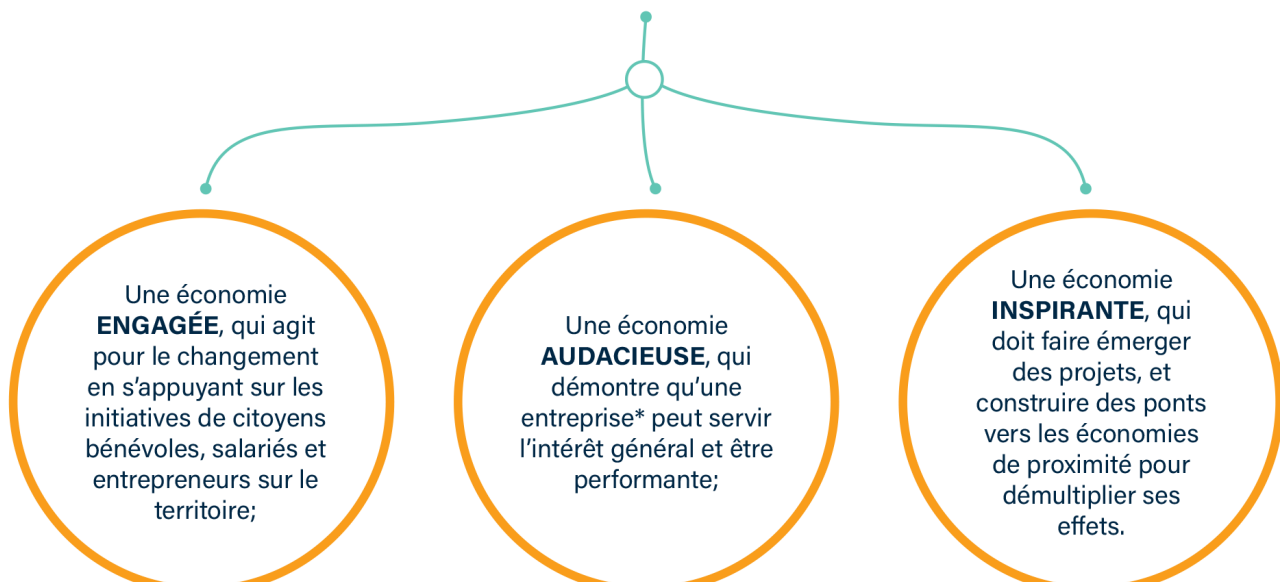 Une économie
ENGAGÉE, qui agit
pour le changement
en s'appuyant sur les
initiatives de citoyens
bénévoles, salariés et
entrepreneurs sur le
territoire;
Une économie
AUDACIEUSE, qui
démontre qu'une
entreprise* peut servir
l'intérêt général et être
performante;
Une économie
INSPIRANTE, qui
doit faire émerger
des projets, et
construire des ponts
vers les économies
de proximité pour
démultiplier ses
effets.